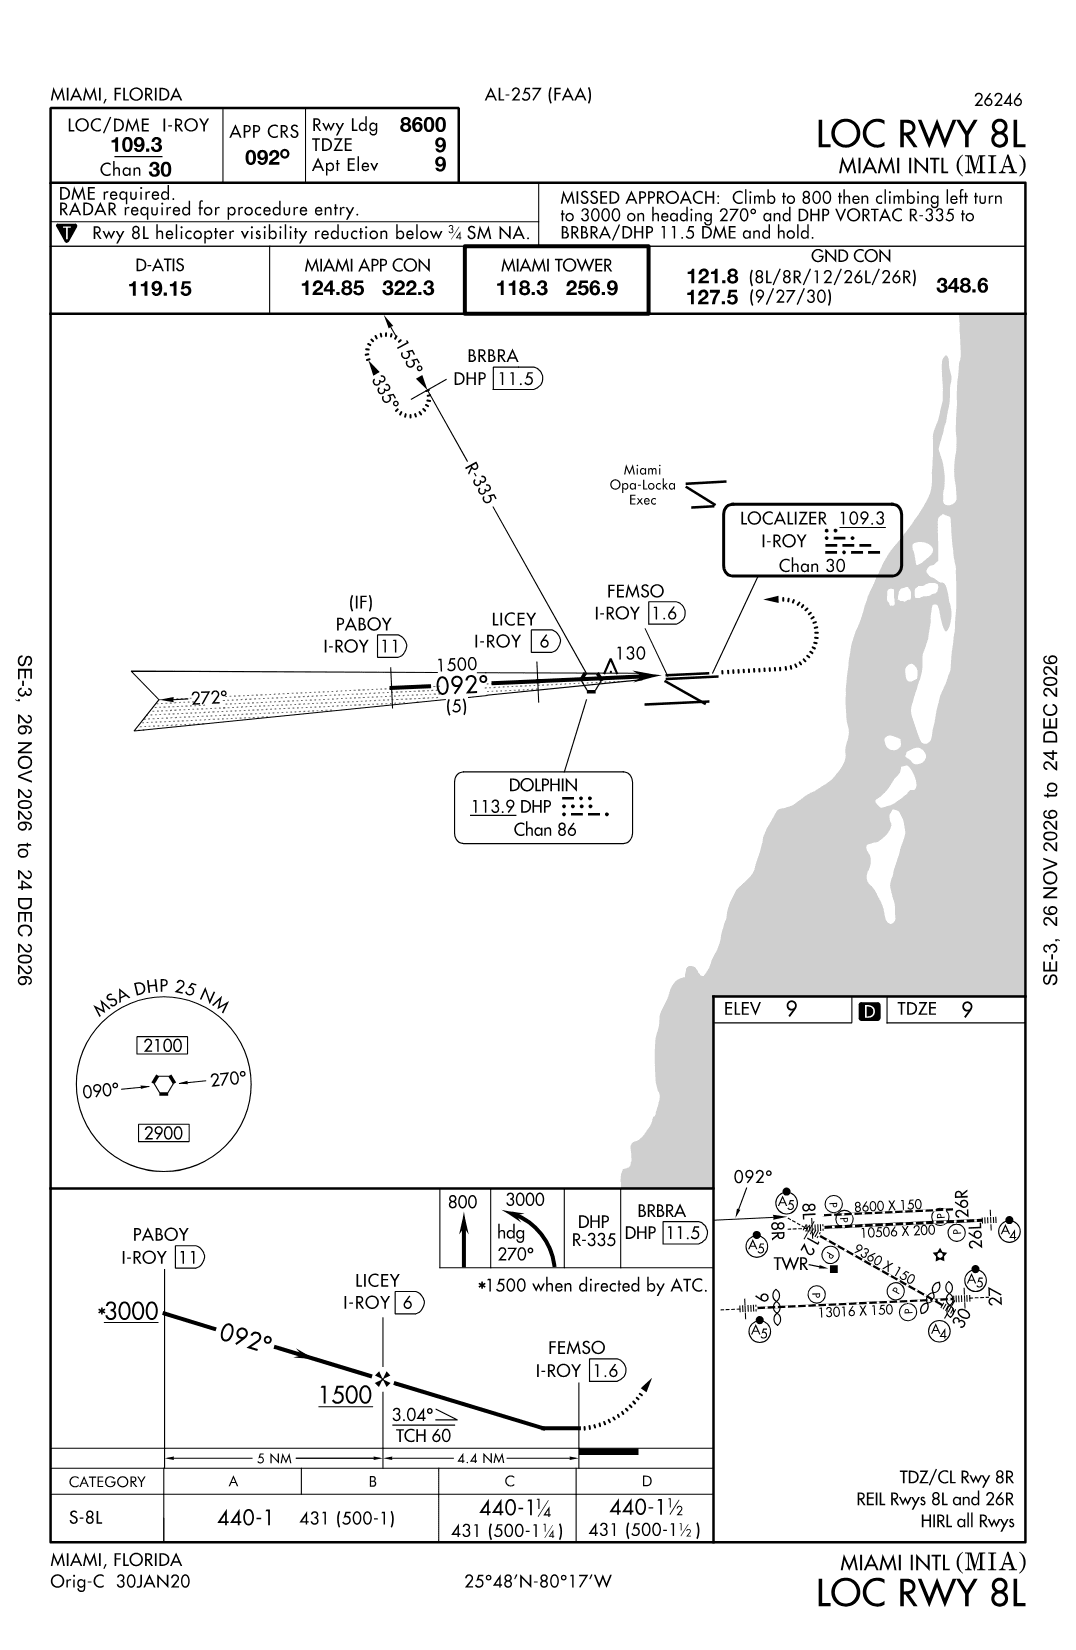 MIAMI, FLORIDA
AL-257 (FAA)
26246
LOC RWY 8L
MIAMI INTL (MIA)
LOC/DME I-ROY
109.3
Chan 30
APP CRS
092°
Rwy Ldg 8600
TDZE 9
Apt Elev 9
DME required.
RADAR required for procedure entry.
T Rwy 8L helicopter visibility reduction below ¾ SM NA.
MISSED APPROACH: Climb to 800 then climbing left turn
to 3000 on heading 270° and DHP VORTAC R-335 to
BRBRA/DHP 11.5 DME and hold.
D-ATIS
119.15
MIAMI APP CON
124.85 322.3
MIAMI TOWER
118.3 256.9
GND CON
121.8 (8L/8R/12/26L/26R)
127.5 (9/27/30)
348.6
155°
335°
BRBRA
DHP 11.5
R-335
Miami
Opa-Locka
Exec
LOCALIZER 109.3
I-ROY
Chan 30
FEMSO
I-ROY 1.6
(IF)
PABOY
I-ROY 11
LICEY
I-ROY 6
130
1500
092°
(5)
272°
DOLPHIN
113.9 DHP
Chan 86
SE-3, 26 NOV 2026 to 24 DEC 2026
SE-3, 26 NOV 2026 to 24 DEC 2026
MSA DHP 25 NM
2100
090°
270°
2900
ELEV 9
D
TDZE 9
092°
A5
8L
P
P
8600 X 150
P
26R
8R
A5
10506 X 200
P
26L
A4
12
P
9360 X 150
TWR
A5
9
P
P
27
13016 X 150
P
30
A5
A4
TDZ/CL Rwy 8R
REIL Rwys 8L and 26R
HIRL all Rwys
800
3000
hdg
270°
DHP
R-335
BRBRA
DHP 11.5
*1500 when directed by ATC.
PABOY
I-ROY 11
*3000
092°
LICEY
I-ROY 6
1500
FEMSO
I-ROY 1.6
3.04°
TCH 60
5 NM
4.4 NM
CATEGORY A B C D
S-8L
440-1 431 (500-1)
440-1¼
431 (500-1¼)
440-1½
431 (500-1½)
MIAMI, FLORIDA
Orig-C 30JAN20
25°48'N-80°17'W
MIAMI INTL (MIA)
LOC RWY 8L